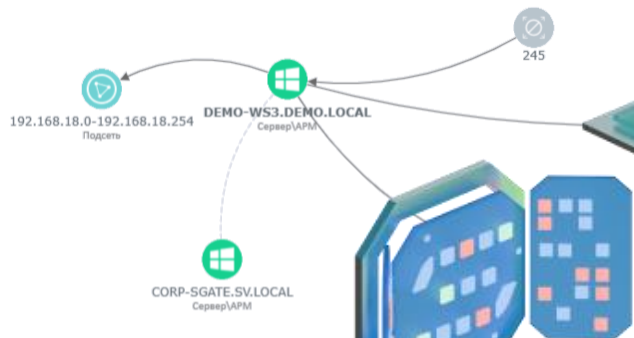 245
192.168.18.0-192.168.18.254
Подсеть
DEMO-WS3.DEMO.LOCAL
Сервер\АРМ
CORP-SGATE.SV.LOCAL
Сервер\АРМ